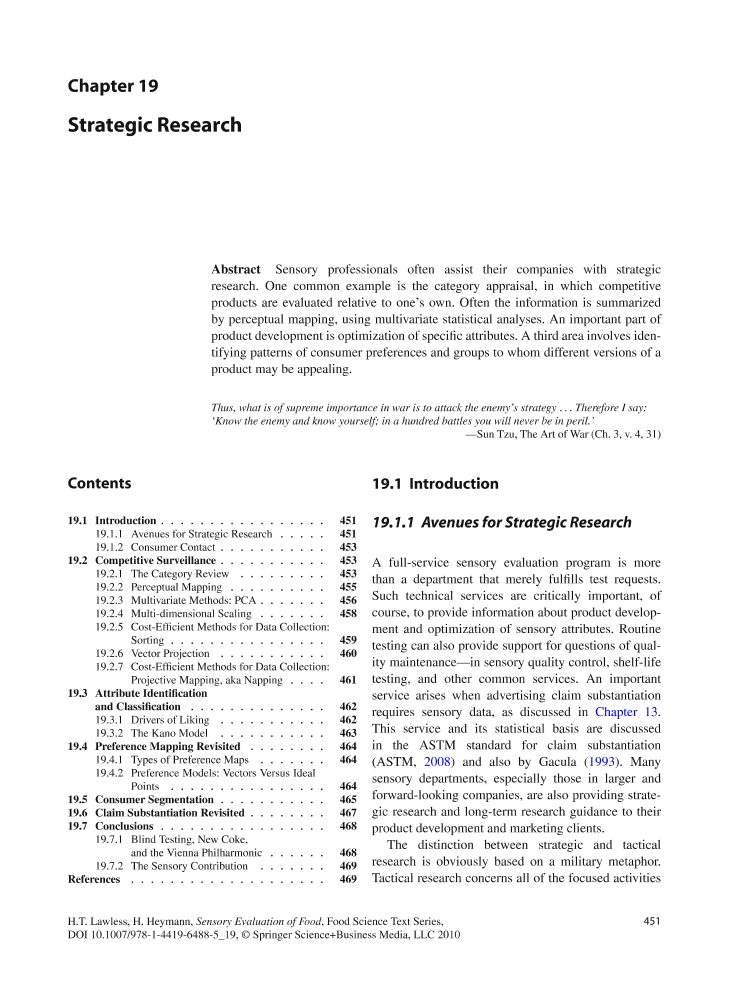 Chapter 19
Strategic Research
Abstract Sensory professionals often assist their companies with strategic
research. One common example is the category appraisal, in which competitive
products are evaluated relative to one's own. Often the information is summarized
by perceptual mapping, using multivariate statistical analyses. An important part of
product development is optimization of specific attributes. A third area involves iden-
tifying patterns of consumer preferences and groups to whom different versions of a
product may be appealing.
Thus, what is of supreme importance in war is to attack the enemy's strategy . . . Therefore I say:
'Know the enemy and know yourself; in a hundred battles you will never be in peril.'
—Sun Tzu, The Art of War (Ch. 3, v. 4, 31)
Contents
19.1 Introduction . . . . . . . . . . . . . . . . . 451
19.1.1 Avenues for Strategic Research . . . . . 451
19.1.2 Consumer Contact . . . . . . . . . . . 453
19.2 Competitive Surveillance . . . . . . . . . . . 453
19.2.1 The Category Review . . . . . . . . . 453
19.2.2 Perceptual Mapping . . . . . . . . . . 455
19.2.3 Multivariate Methods: PCA . . . . . . . 456
19.2.4 Multi-dimensional Scaling . . . . . . . 458
19.2.5 Cost-Efficient Methods for Data Collection:
Sorting . . . . . . . . . . . . . . . . 459
19.2.6 Vector Projection . . . . . . . . . . . 460
19.2.7 Cost-Efficient Methods for Data Collection:
Projective Mapping, aka Napping . . . . 461
19.3 Attribute Identification
and Classification . . . . . . . . . . . . . . 462
19.3.1 Drivers of Liking . . . . . . . . . . . 462
19.3.2 The Kano Model . . . . . . . . . . . 463
19.4 Preference Mapping Revisited . . . . . . . . 464
19.4.1 Types of Preference Maps . . . . . . . 464
19.4.2 Preference Models: Vectors Versus Ideal
Points . . . . . . . . . . . . . . . . 464
19.5 Consumer Segmentation . . . . . . . . . . . 465
19.6 Claim Substantiation Revisited . . . . . . . . 467
19.7 Conclusions . . . . . . . . . . . . . . . . . 468
19.7.1 Blind Testing, New Coke,
and the Vienna Philharmonic . . . . . . 468
19.7.2 The Sensory Contribution . . . . . . . 469
References . . . . . . . . . . . . . . . . . . . . 469
19.1 Introduction
19.1.1 Avenues for Strategic Research
A full-service sensory evaluation program is more
than a department that merely fulfills test requests.
Such technical services are critically important, of
course, to provide information about product develop-
ment and optimization of sensory attributes. Routine
testing can also provide support for questions of qual-
ity maintenance—in sensory quality control, shelf-life
testing, and other common services. An important
service arises when advertising claim substantiation
requires sensory data, as discussed in Chapter 13.
This service and its statistical basis are discussed
in the ASTM standard for claim substantiation
(ASTM, 2008) and also by Gacula (1993). Many
sensory departments, especially those in larger and
forward-looking companies, are also providing strate-
gic research and long-term research guidance to their
product development and marketing clients.
The distinction between strategic and tactical
research is obviously based on a military metaphor.
Tactical research concerns all of the focused activities
H.T. Lawless, H. Heymann, Sensory Evaluation of Food, Food Science Text Series,
DOI 10.1007/978-1-4419-6488-5_19, © Springer Science+Business Media, LLC 2010
451